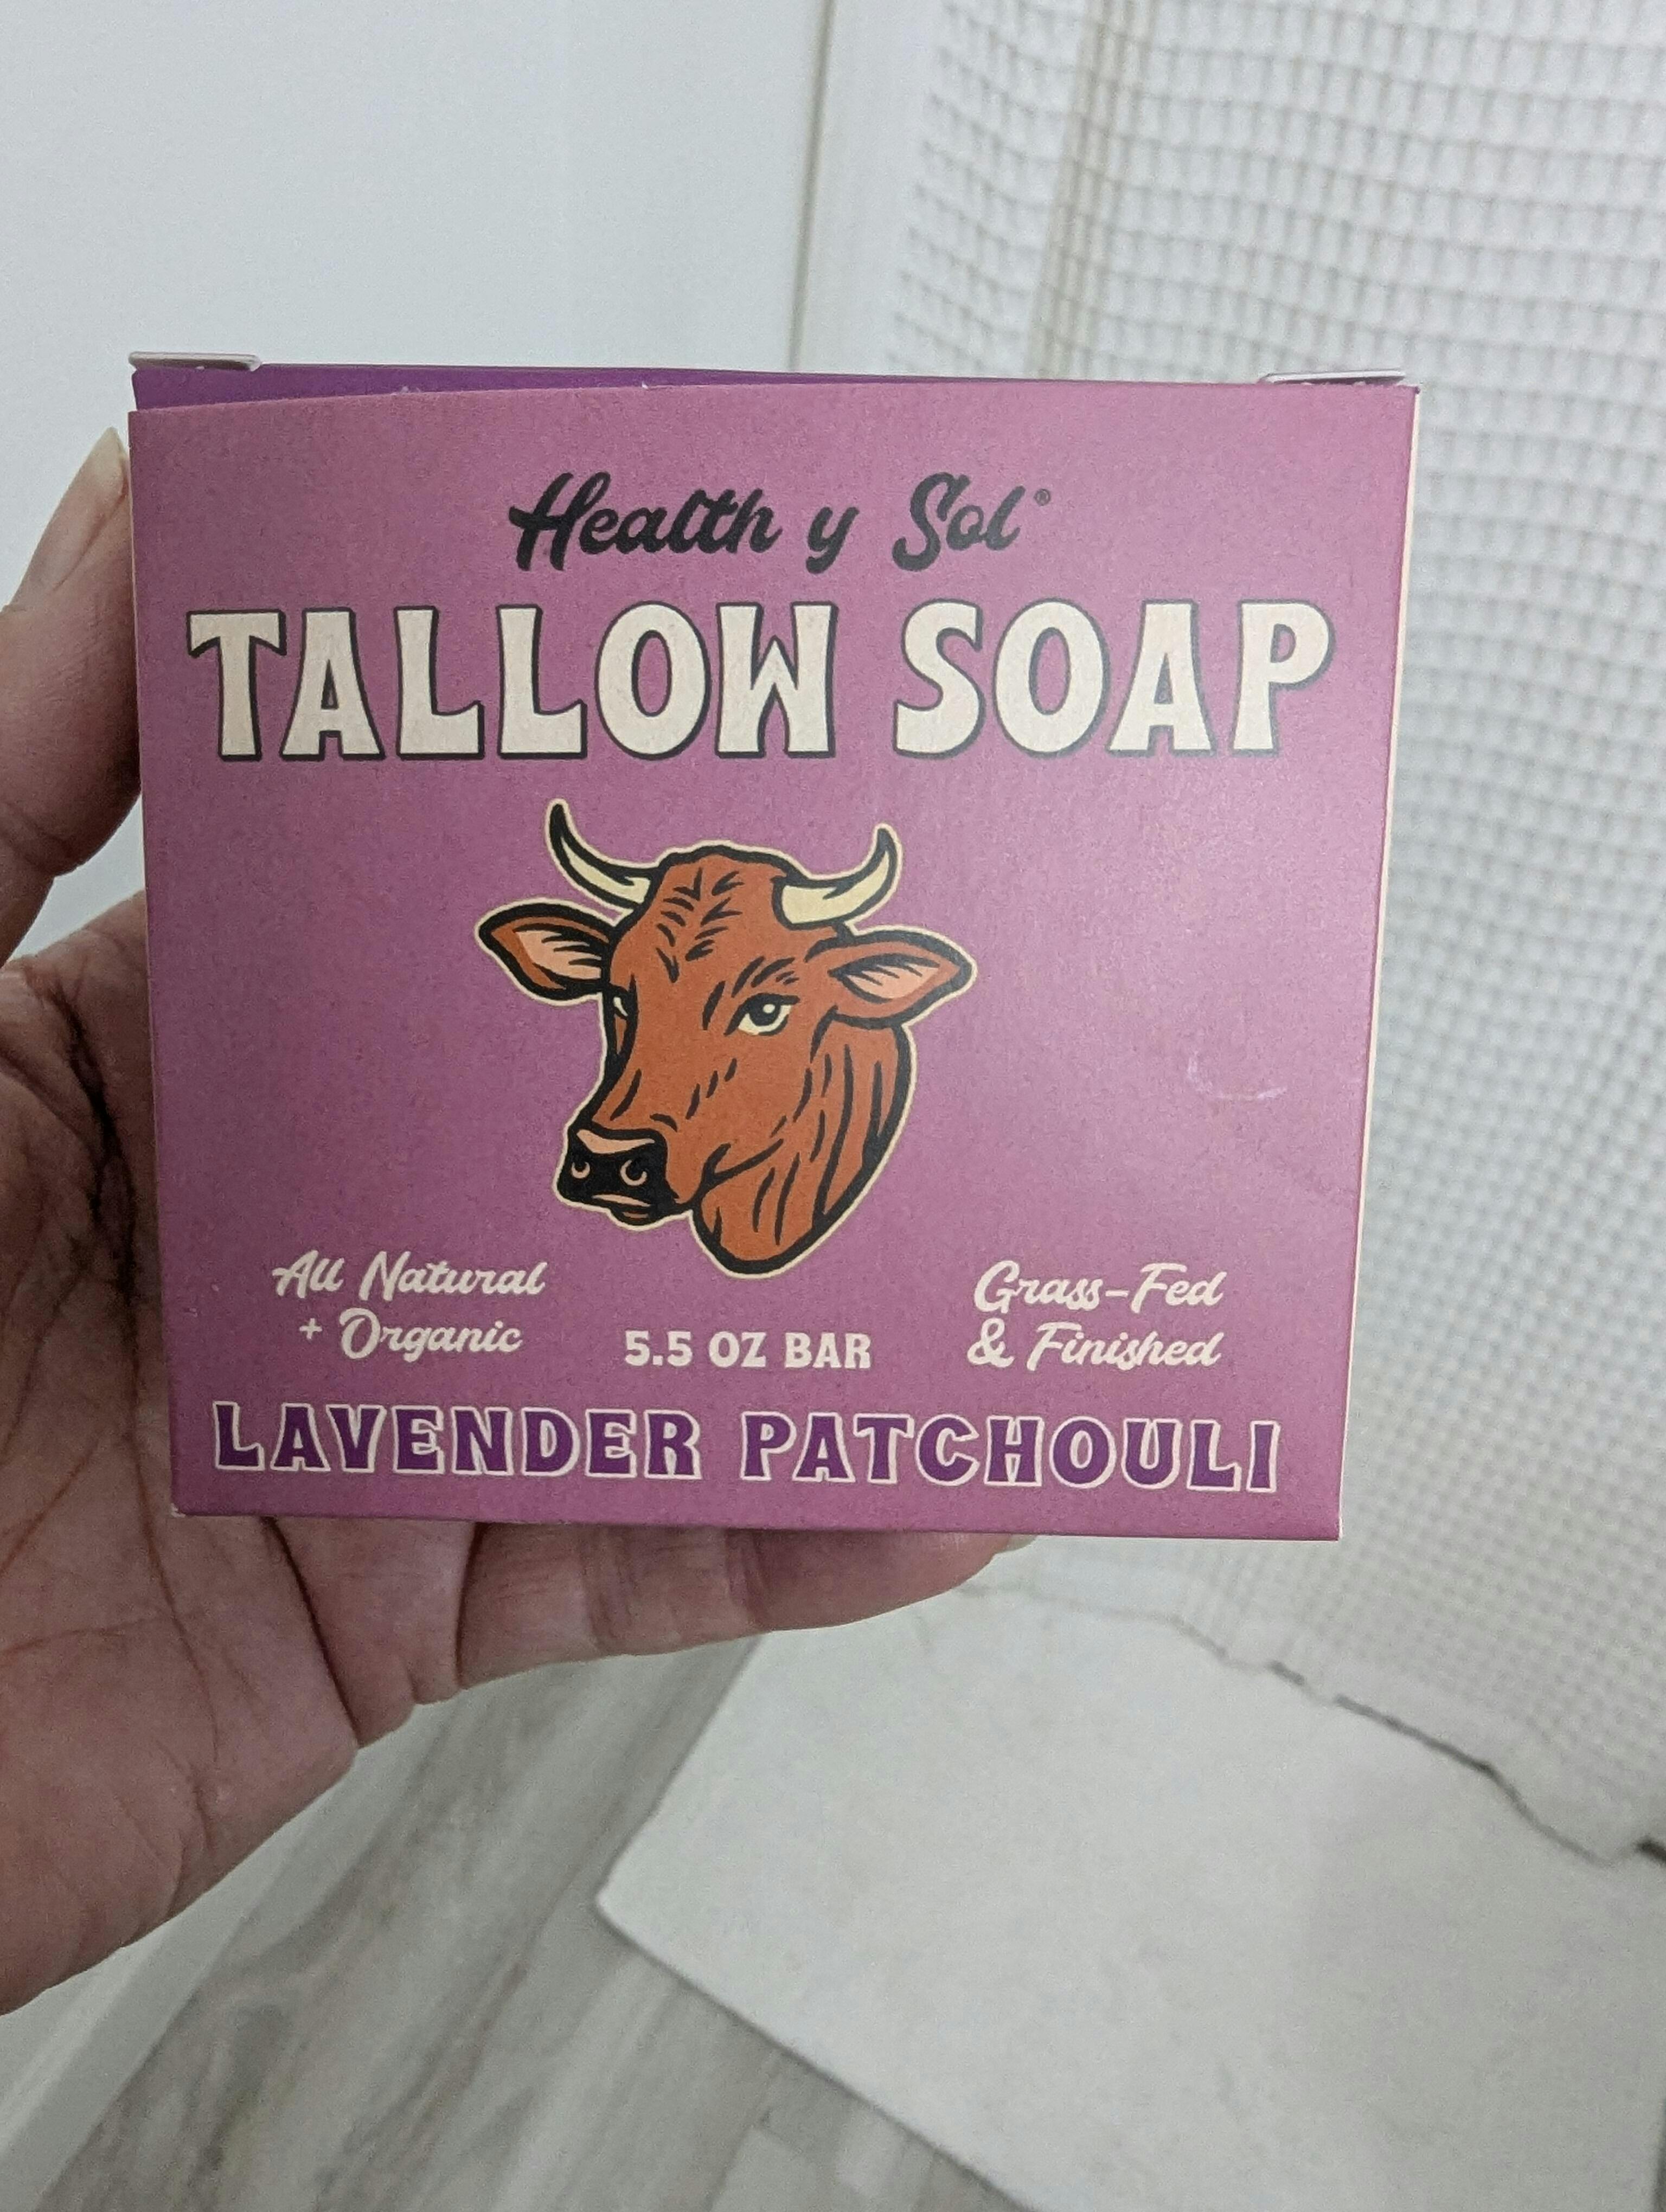 Health y Sol®
TALLOW SOAP
All Natural
+ Organic
5.5 OZ BAR
Grass-Fed
& Finished
LAVENDER PATCHOULI